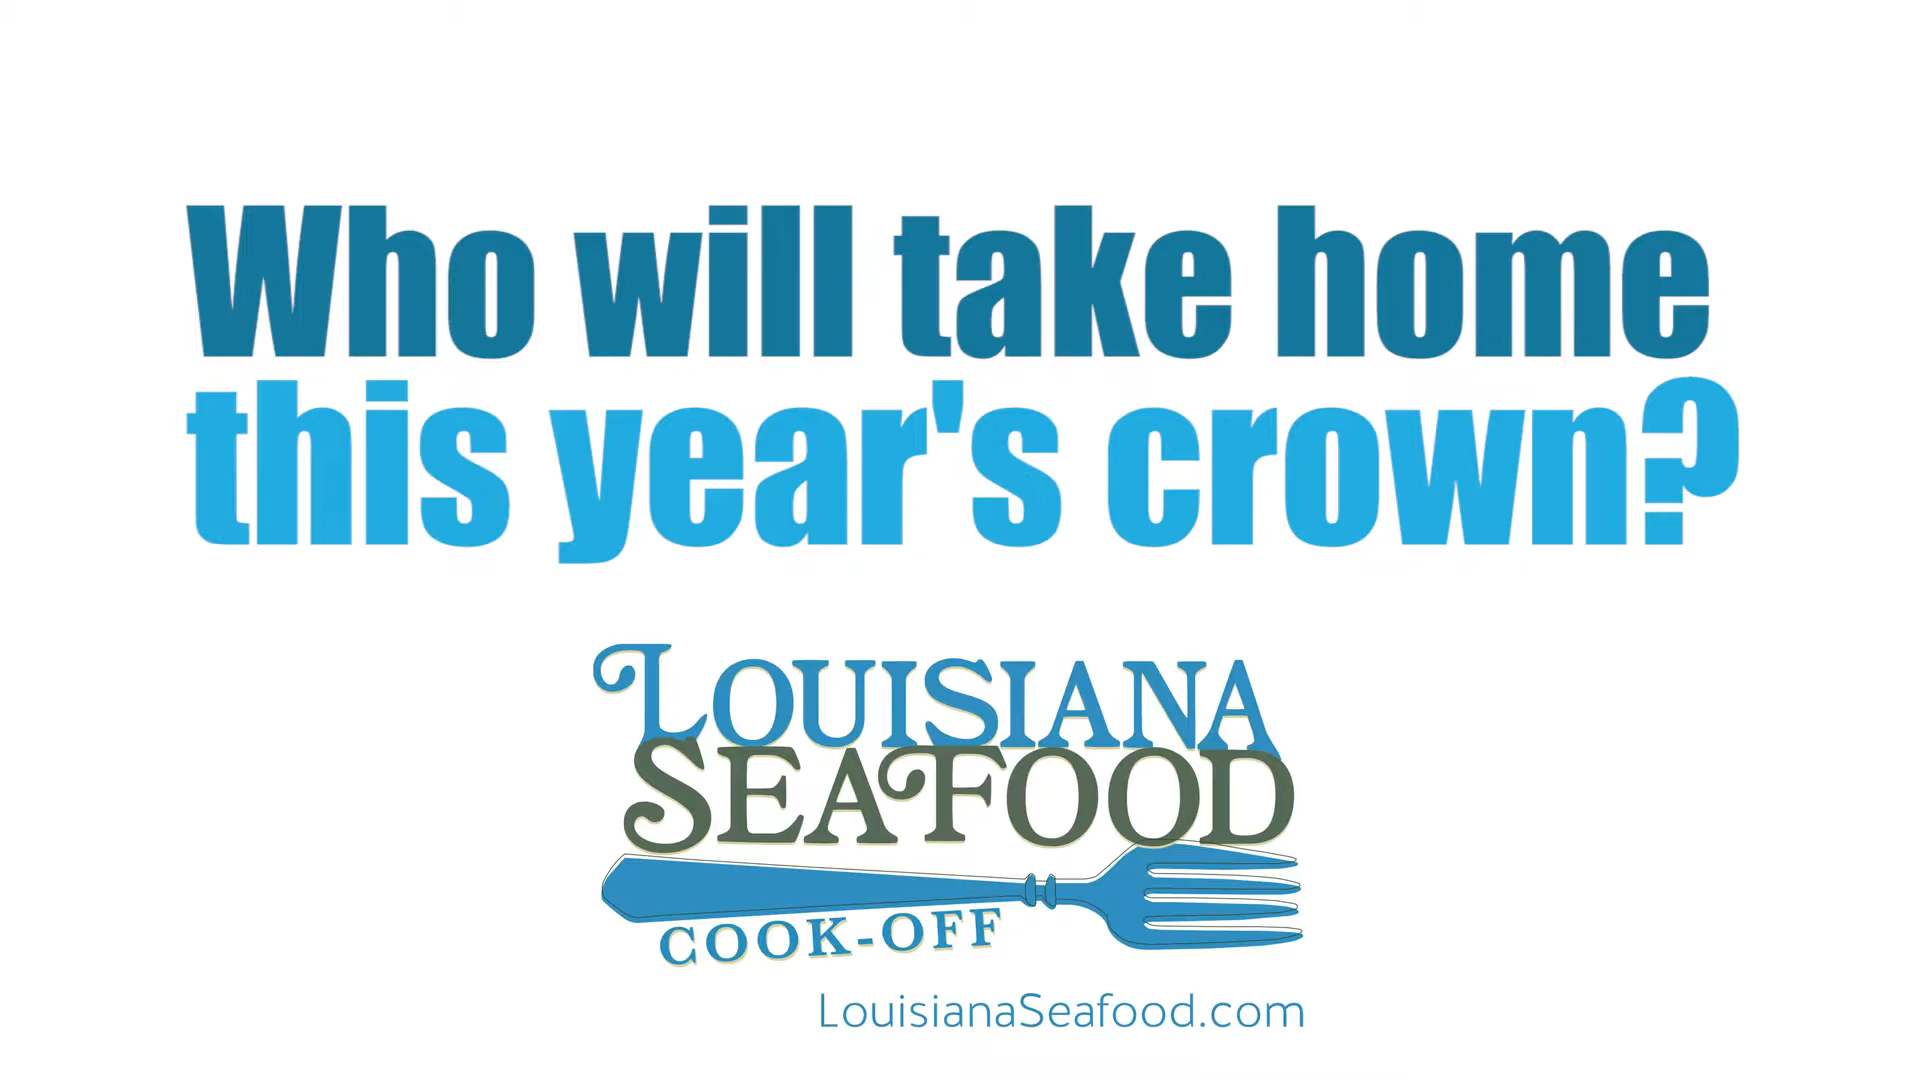 Who will take home
this year's crown?
LOUISIANA
SEAFOOD
COOK-OFF
LouisianaSeafood.com